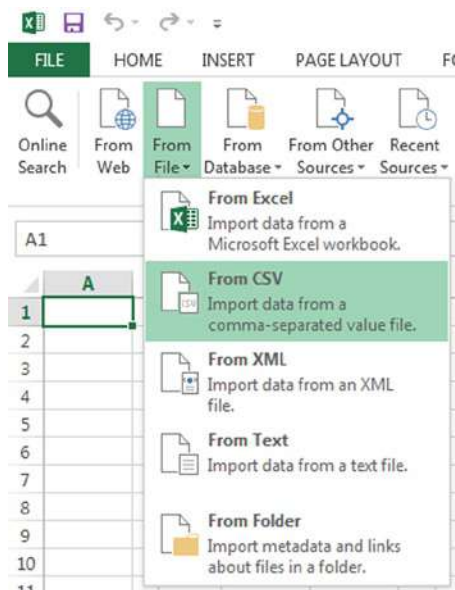 FILE HOME INSERT PAGE LAYOUT
Online Search
From Web
From File
From Database
From Other Sources
Recent Sources
From Excel
Import data from a
Microsoft Excel workbook.
A1
From CSV
Import data from a
comma-separated value file.
From XML
Import data from an XML
file.
From Text
Import data from a text file.
From Folder
Import metadata and links
about files in a folder.
A
1
2
3
4
5
6
7
8
9
10